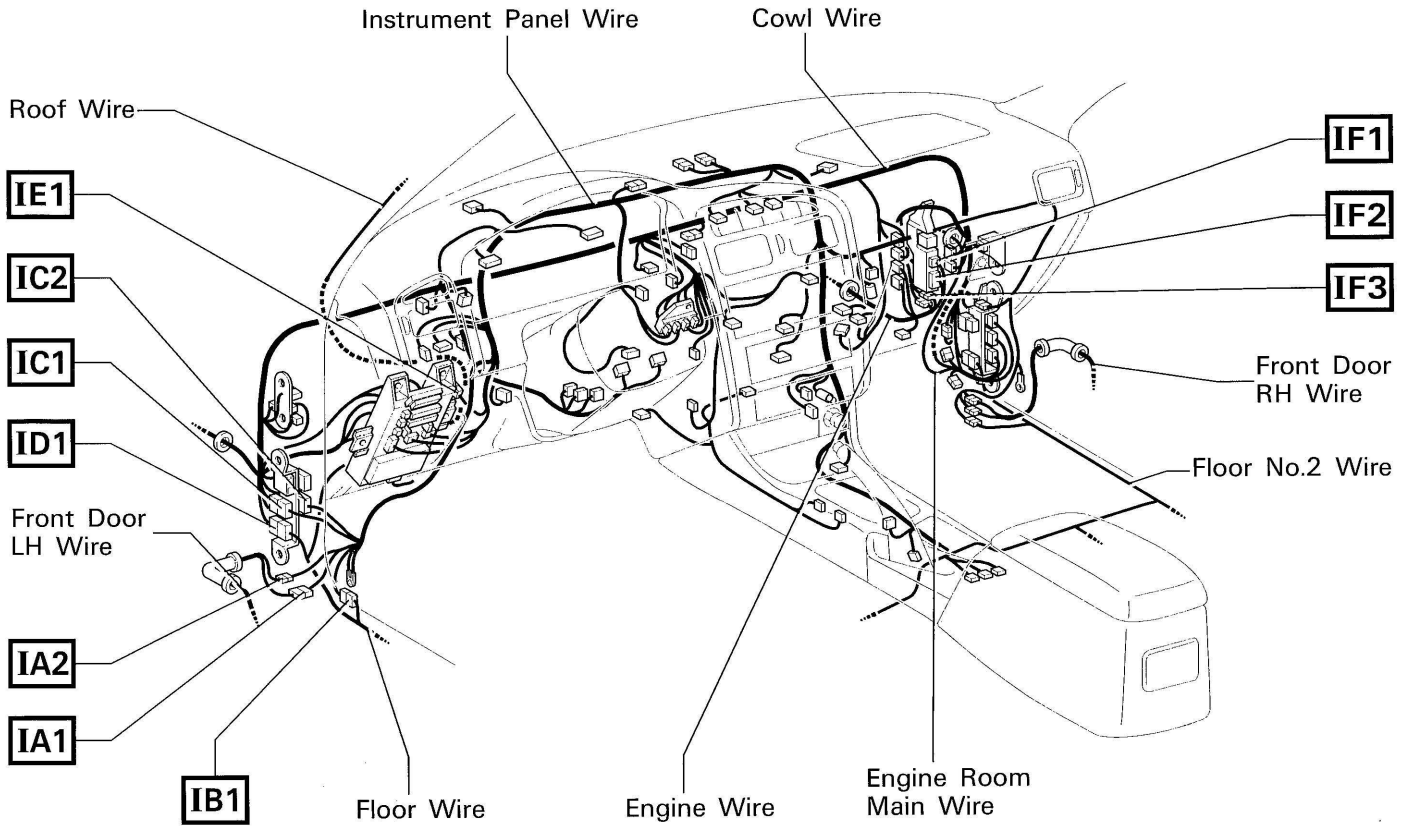 Instrument Panel Wire
Cowl Wire
Roof Wire
IE1
IC2
IC1
ID1
Front Door
LH Wire
IA2
IA1
IB1
Floor Wire
Engine Wire
Engine Room
Main Wire
IF1
IF2
IF3
Front Door
RH Wire
Floor No.2 Wire